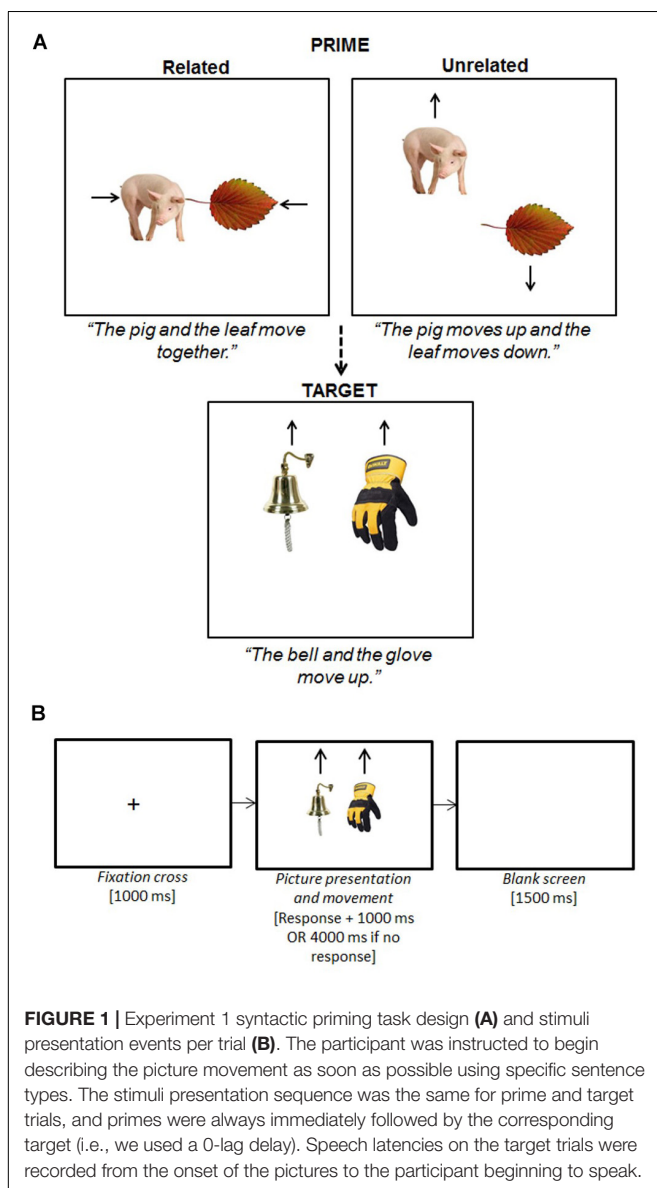 A
PRIME
Related
Unrelated
"The pig and the leaf move
together."
"The pig moves up and the
leaf moves down."
TARGET
DEWALT
"The bell and the glove
move up."
B
+
Fixation cross
[1000 ms]
Picture presentation
and movement
[Response + 1000 ms
OR 4000 ms if no
response]
Blank screen
[1500 ms]
FIGURE 1 | Experiment 1 syntactic priming task design (A) and stimuli
presentation events per trial (B). The participant was instructed to begin
describing the picture movement as soon as possible using specific sentence
types. The stimuli presentation sequence was the same for prime and target
trials, and primes were always immediately followed by the corresponding
target (i.e., we used a 0-lag delay). Speech latencies on the target trials were
recorded from the onset of the pictures to the participant beginning to speak.